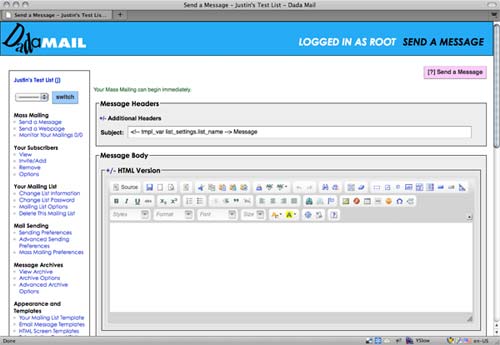 Send a Message - Justin's Test List - Dada Mail
Send a Message - Justin's Test Lis...
DadaMAIL
LOGGED IN AS ROOT SEND A MESSAGE
[?] Send a Message
Justin's Test List (j)
switch
Mass Mailing
Send a Message
Send a Webpage
Monitor Your Mailings 0/0
Your Subscribers
View
Invite/Add
Remove
Options
Your Mailing List
Change List Information
Change List Password
Mailing List Options
Delete This Mailing List
Mail Sending
Sending Preferences
Advanced Sending
Preferences
Mass Mailing Preferences
Message Archives
View Archive
Archive Options
Advanced Archive
Options
Appearance and
Templates
Your Mailing List Template
Email Message Templates
HTML Screen Templates
Your Mass Mailing can begin immediately.
Message Headers
+/- Additional Headers
Subject: <!-- tmpl_var list_settings.list_name --> Message
Message Body
+/- HTML Version
Source
B I U ABC X₂ X²
Styles Format Font Size
Done
YSlow
en-US